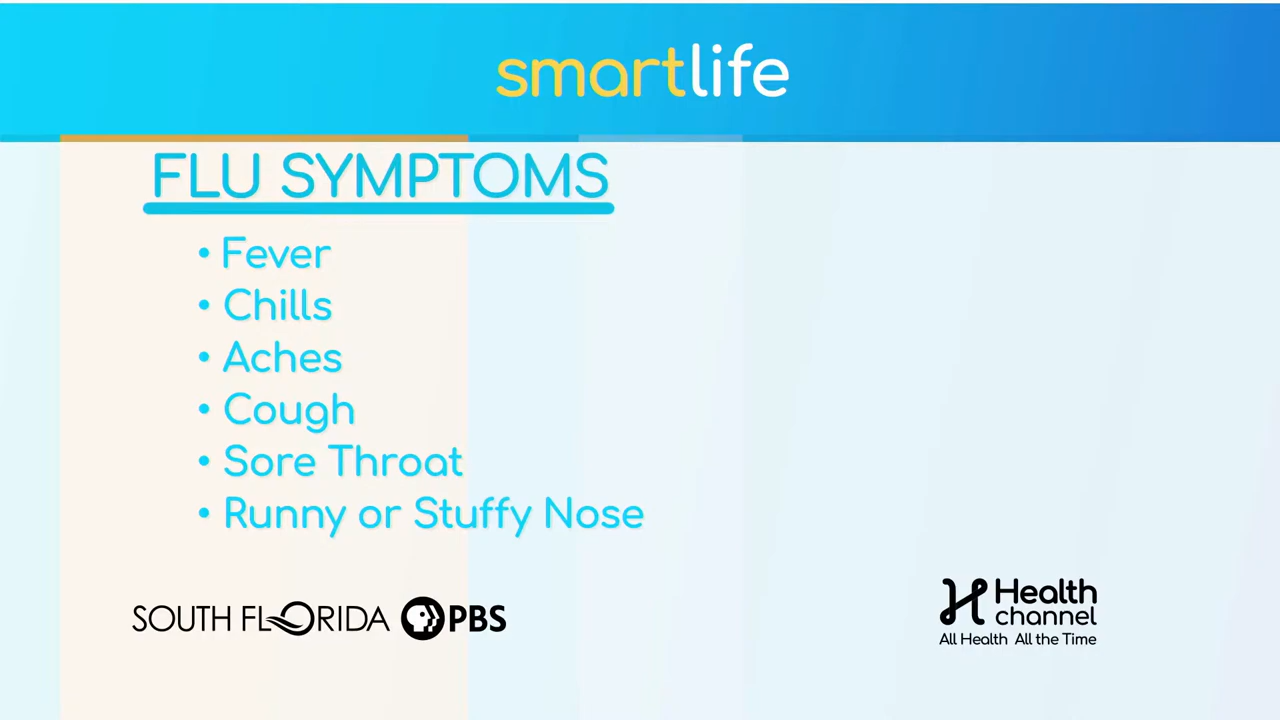 smartlife
FLU SYMPTOMS
• Fever
• Chills
• Aches
• Cough
• Sore Throat
• Runny or Stuffy Nose
SOUTH FLORIDA PBS
Health
channel
All Health All the Time